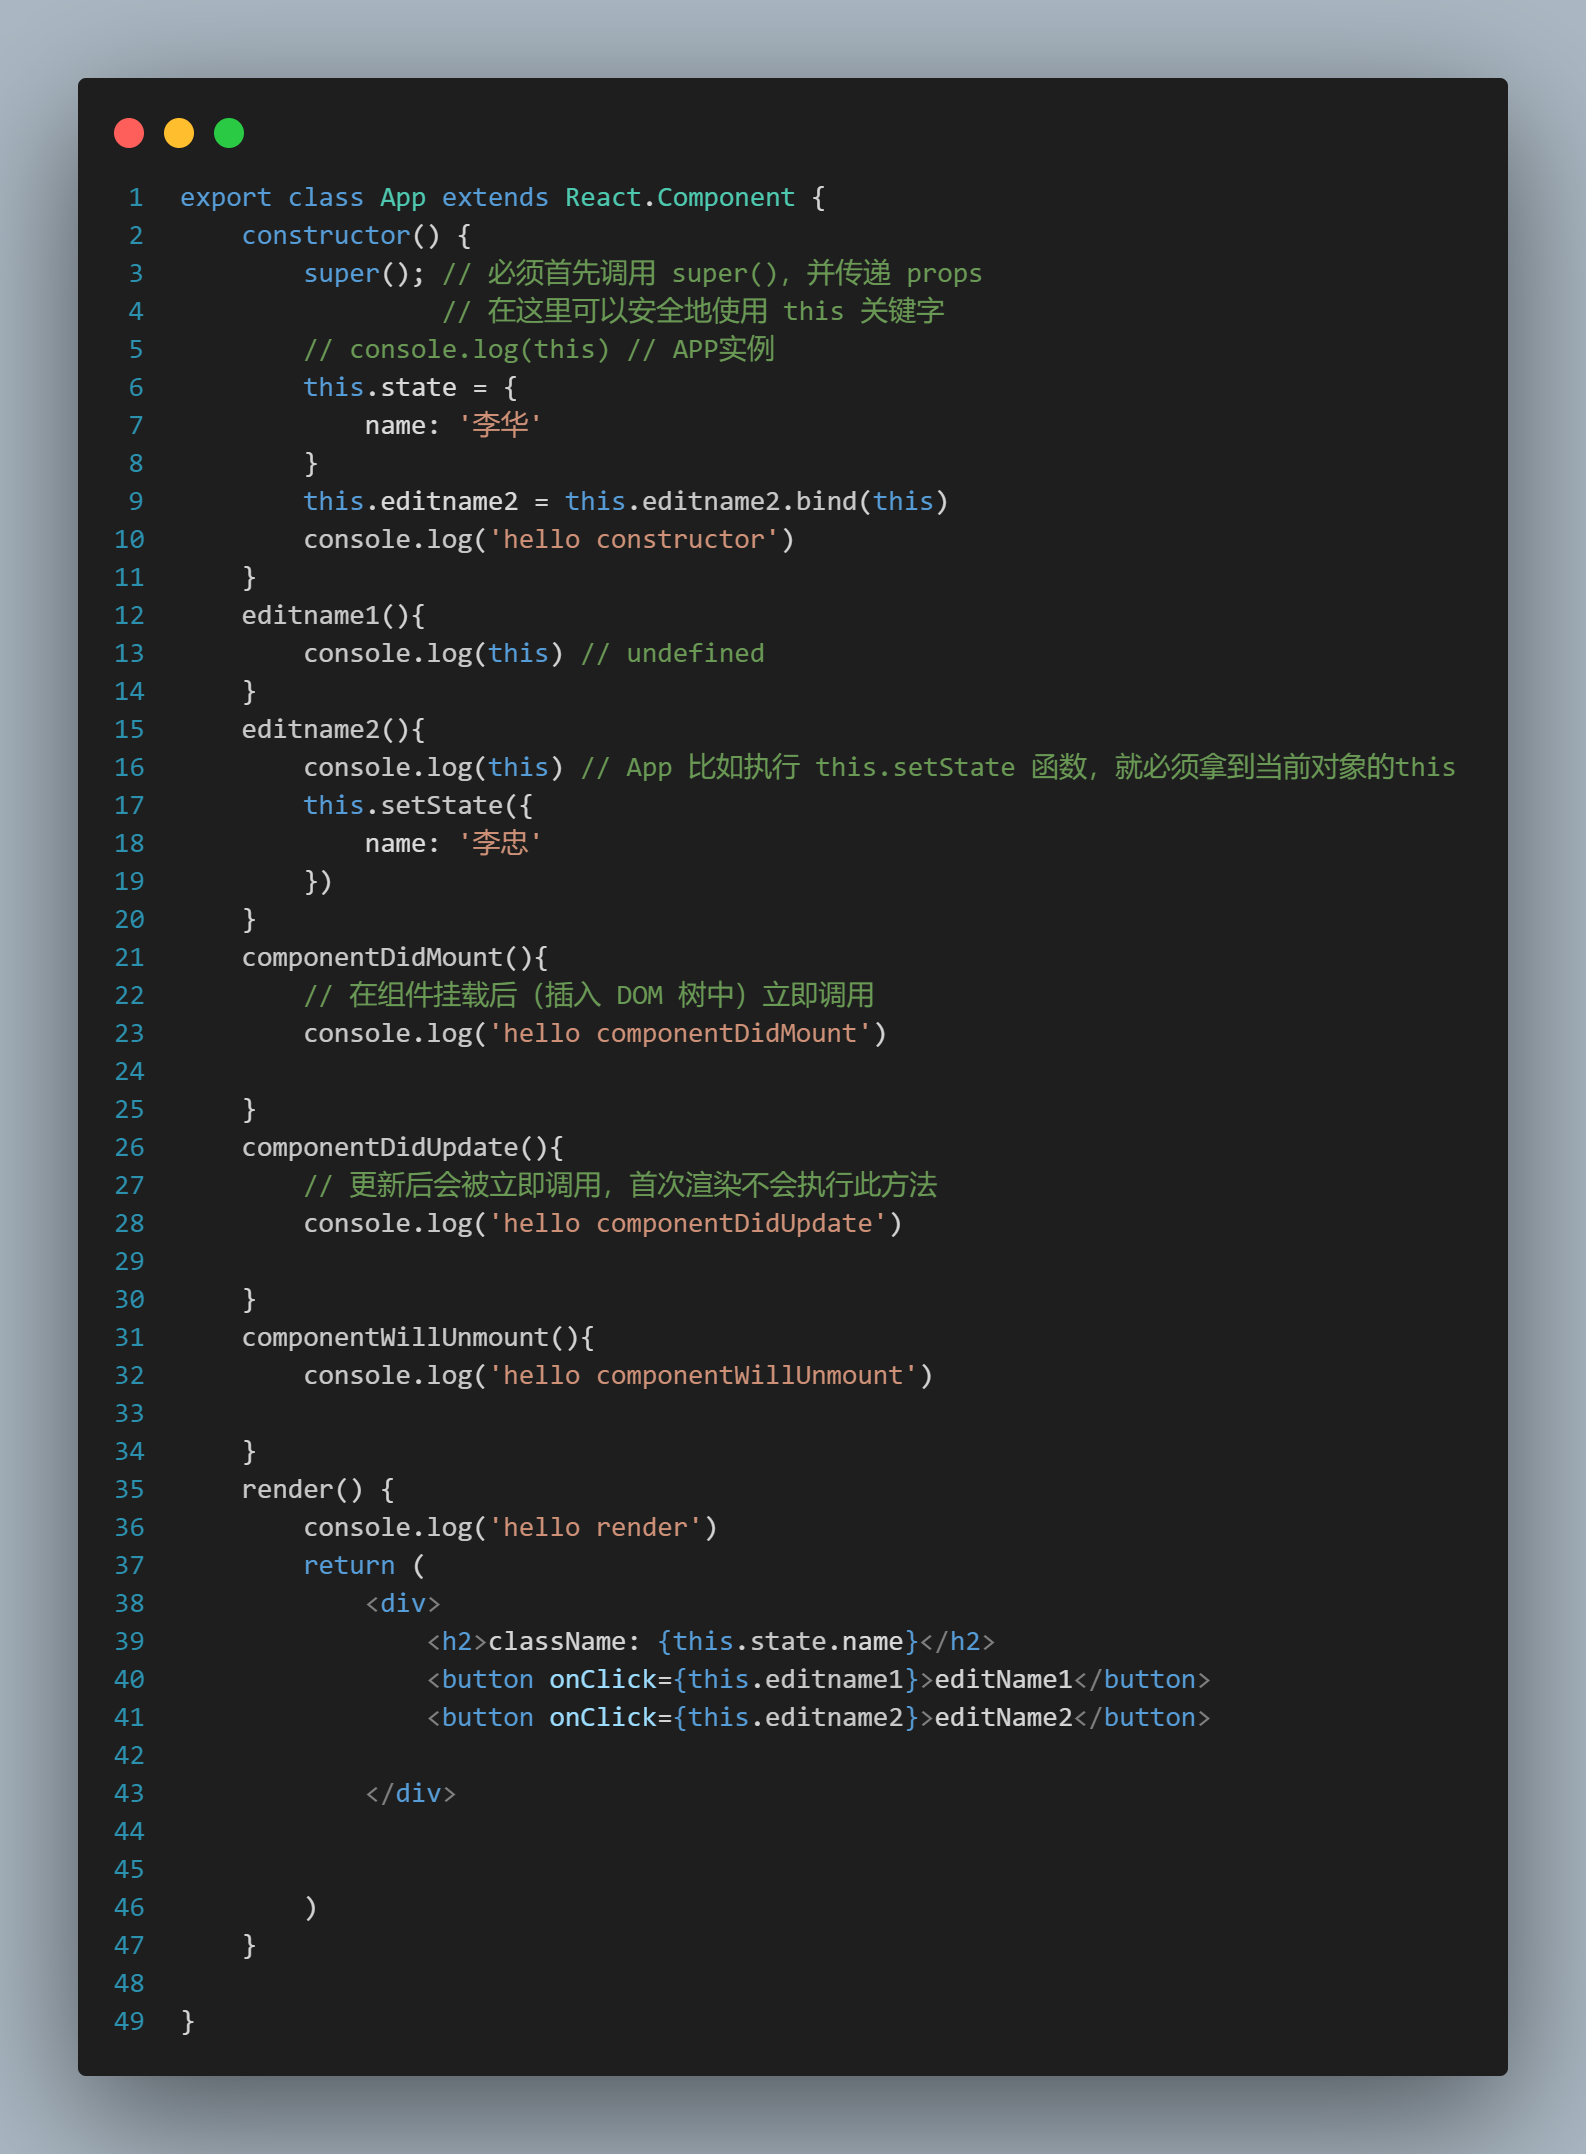 1 export class App extends React.Component {
2 constructor() {
3 super(); // 必须首先调用 super(), 并传递 props
4 // 在这里可以安全地使用 this 关键字
5 // console.log(this) // APP实例
6 this.state = {
7 name: '李华'
8 }
9 this.editname2 = this.editname2.bind(this)
10 console.log('hello constructor')
11 }
12 editname1(){
13 console.log(this) // undefined
14 }
15 editname2(){
16 console.log(this) // App 比如执行 this.setState 函数，就必须拿到当前对象的this
17 this.setState({
18 name: '李忠'
19 })
20 }
21 componentDidMount(){
22 // 在组件挂载后（插入 DOM 树中）立即调用
23 console.log('hello componentDidMount')
24
25 }
26 componentDidUpdate(){
27 // 更新后会被立即调用，首次渲染不会执行此方法
28 console.log('hello componentDidUpdate')
29
30 }
31 componentWillUnmount(){
32 console.log('hello componentWillUnmount')
33
34 }
35 render() {
36 console.log('hello render')
37 return (
38 <div>
39 <h2>className: {this.state.name}</h2>
40 <button onClick={this.editname1}>editName1</button>
41 <button onClick={this.editname2}>editName2</button>
42
43 </div>
44
45
46 )
47 }
48
49 }